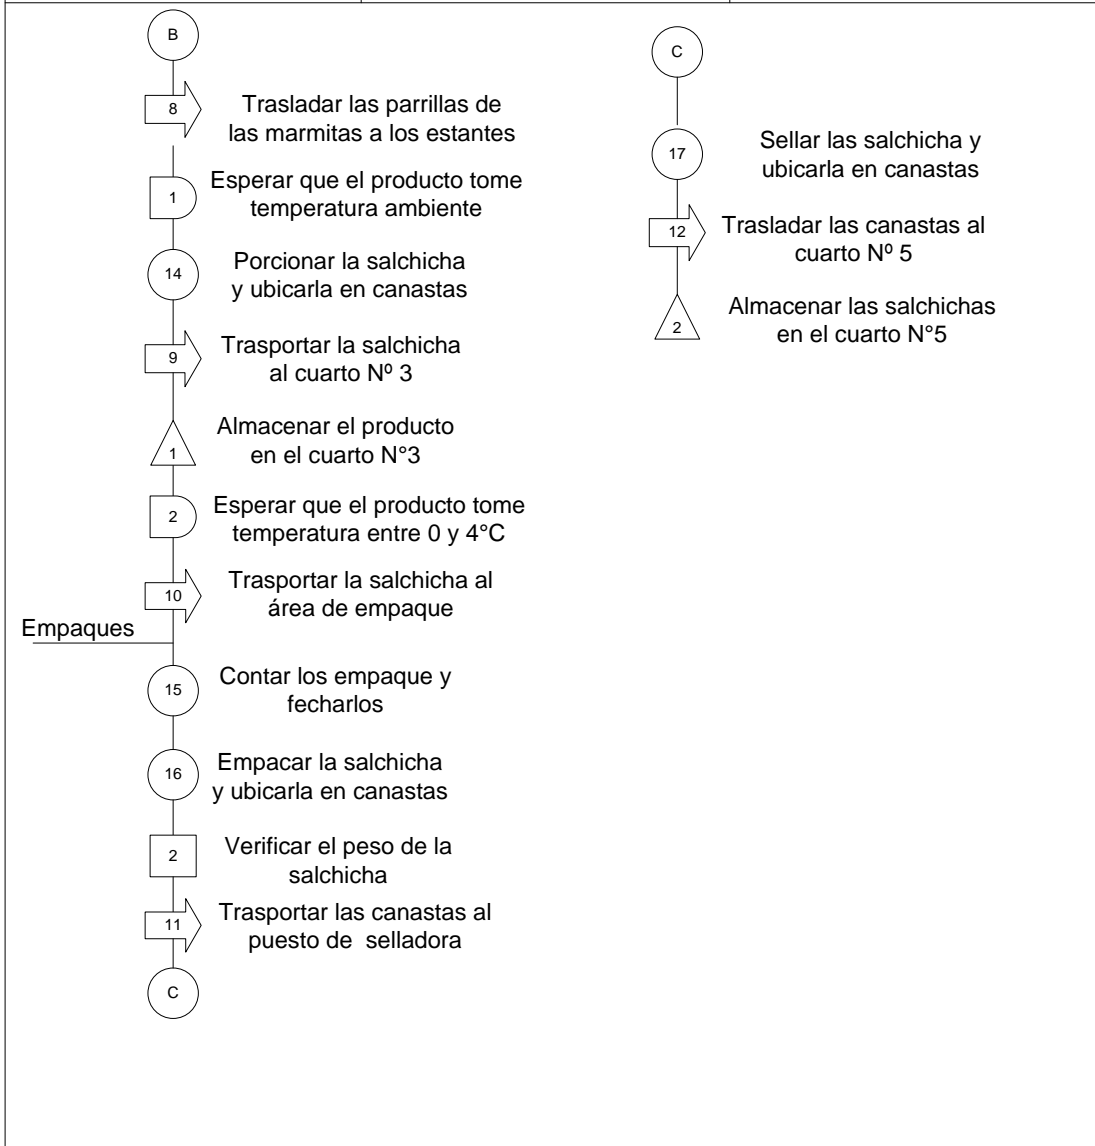 B
8
Trasladar las parrillas de
las marmitas a los estantes
1
Esperar que el producto tome
temperatura ambiente
14
Porcionar la salchicha
y ubicarla en canastas
9
Trasportar la salchicha
al cuarto Nº 3
1
Almacenar el producto
en el cuarto N°3
2
Esperar que el producto tome
temperatura entre 0 y 4°C
10
Trasportar la salchicha al
área de empaque
Empaques
15
Contar los empaque y
fecharlos
16
Empacar la salchicha
y ubicarla en canastas
2
Verificar el peso de la
salchicha
11
Trasportar las canastas al
puesto de selladora
C
C
17
Sellar las salchicha y
ubicarla en canastas
12
Trasladar las canastas al
cuarto Nº 5
2
Almacenar las salchichas
en el cuarto N°5